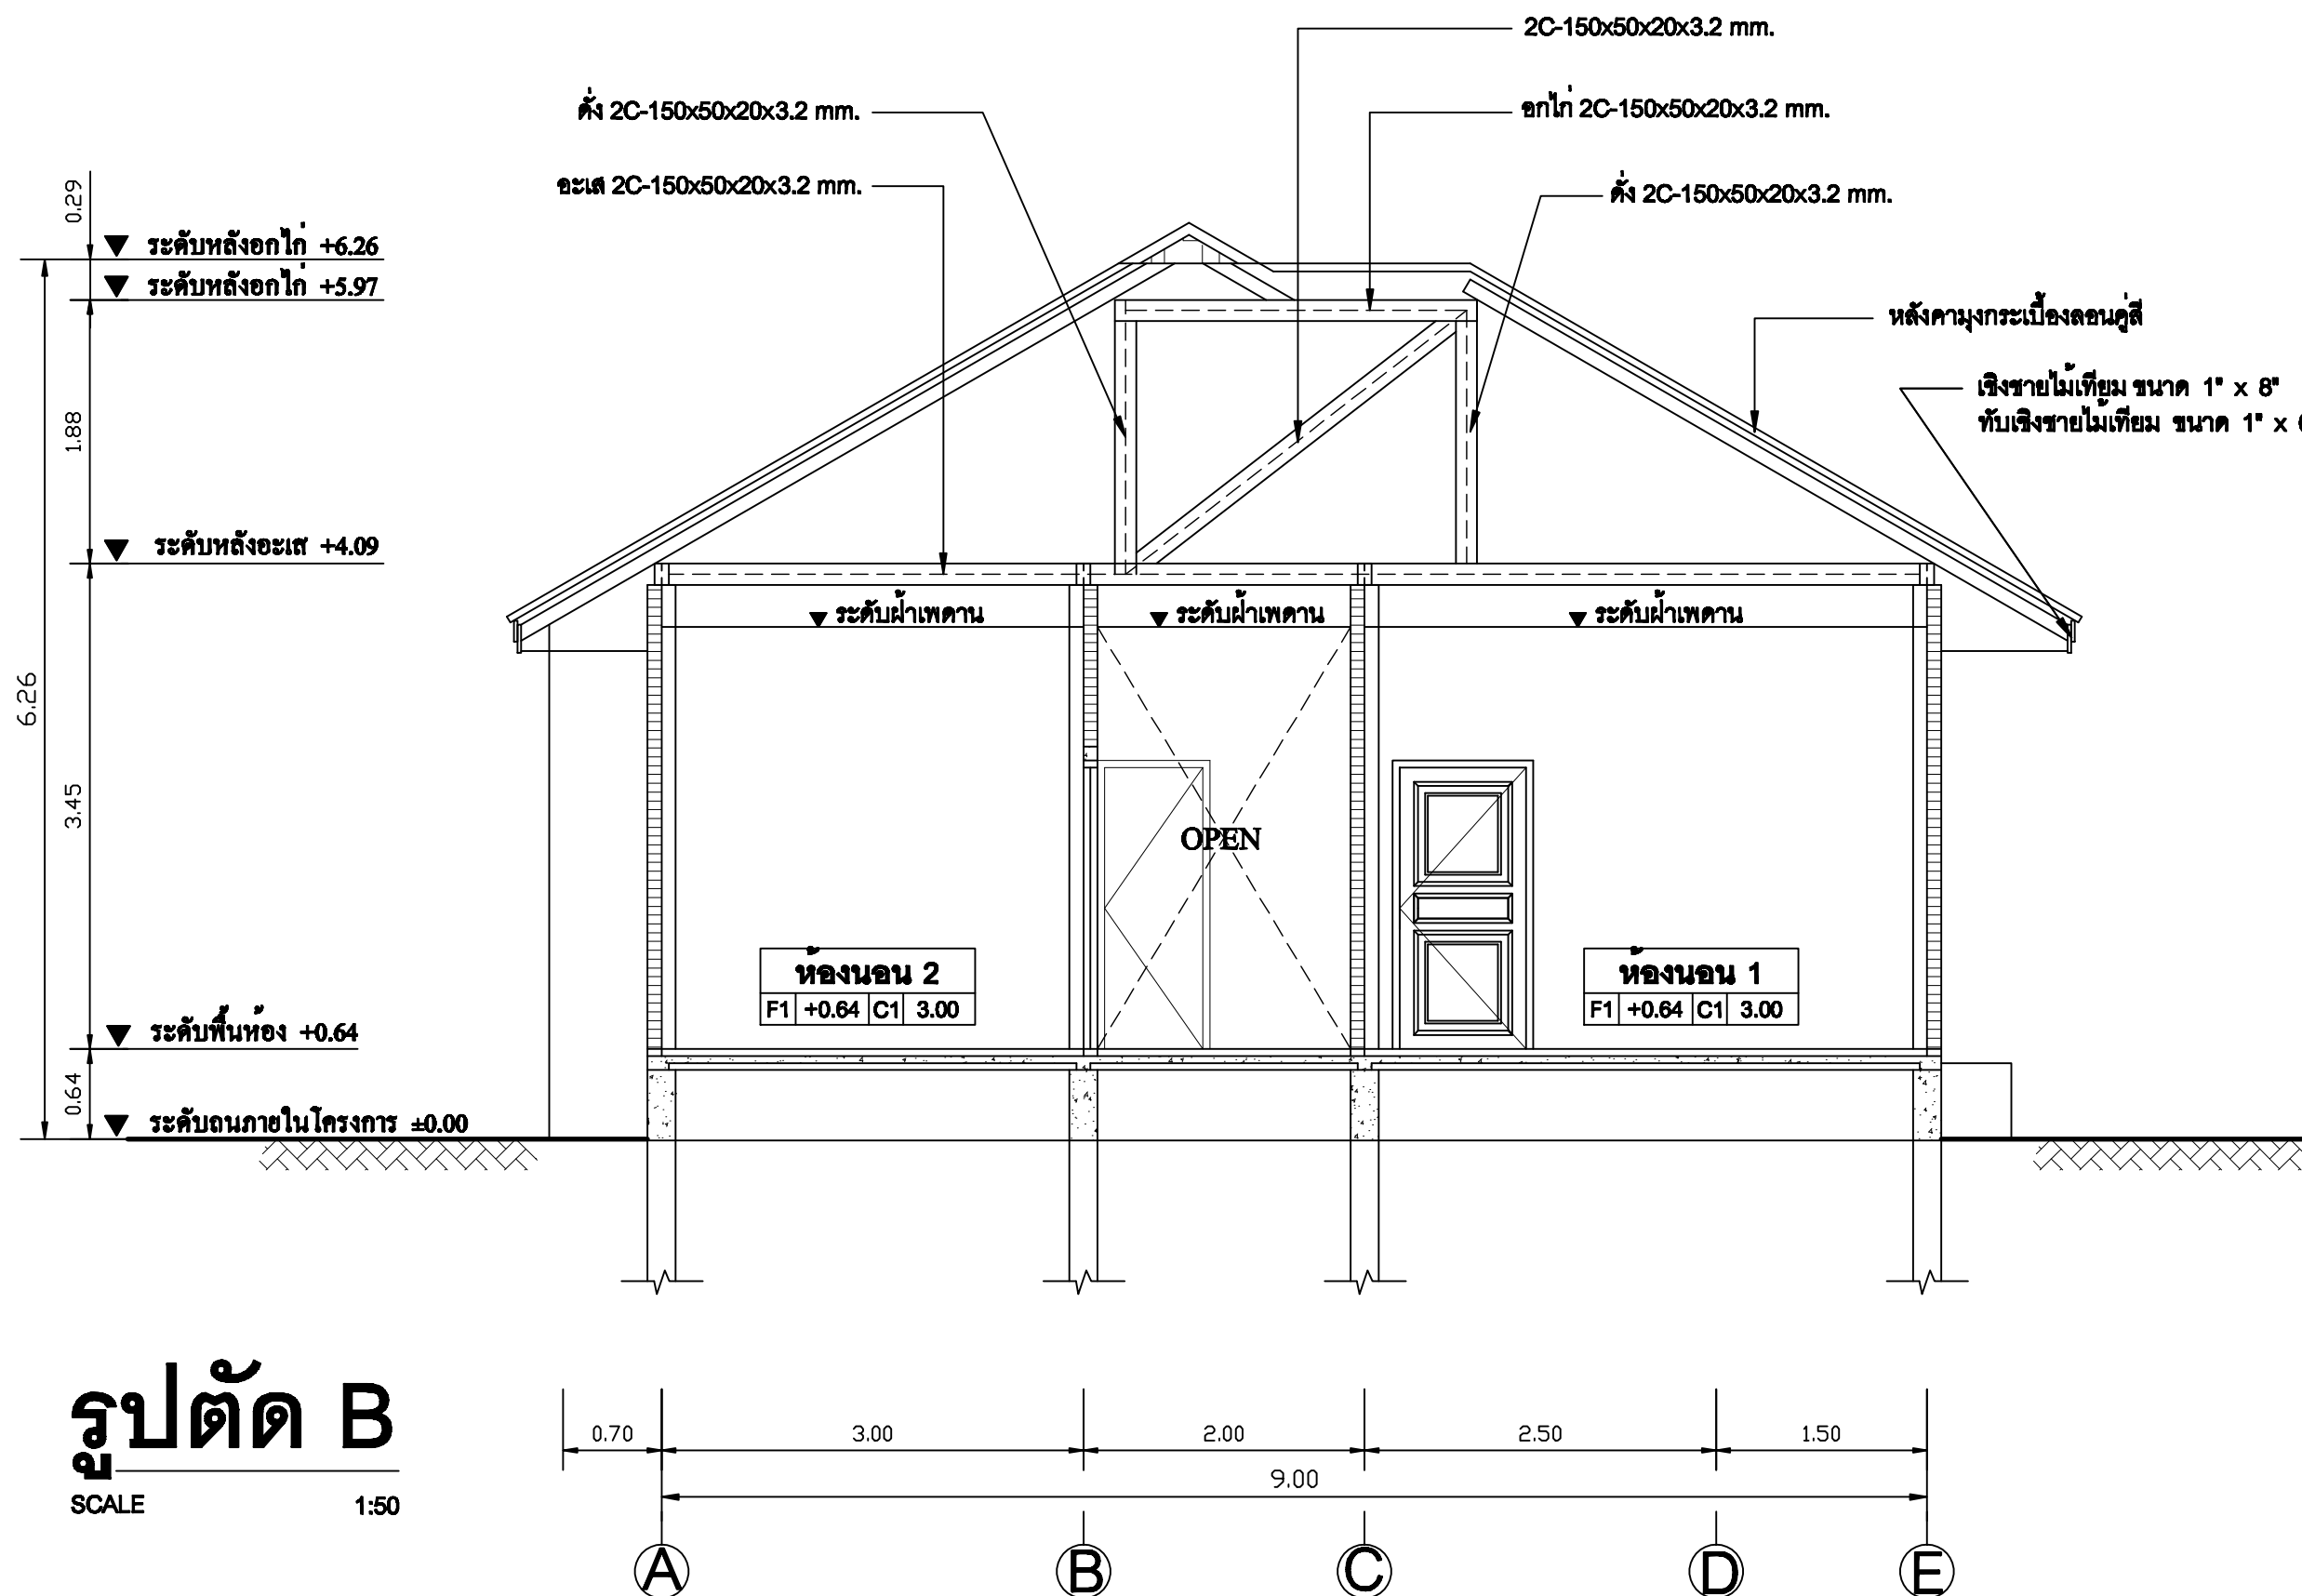 2C-150x50x20x3.2 mm.
ดั้ง 2C-150x50x20x3.2 mm.
อกไก่ 2C-150x50x20x3.2 mm.
อะเส 2C-150x50x20x3.2 mm.
ดั้ง 2C-150x50x20x3.2 mm.
0.29
ระดับหลังอกไก่ +6.26
ระดับหลังอกไก่ +5.97
หลังคามุงกระเบื้องลอนคู่สี
เชิงชายไม้เทียม ขนาด 1" x 8"
ทับเชิงชายไม้เทียม ขนาด 1" x
1.88
ระดับหลังอะเส +4.09
ระดับฝ้าเพดาน
ระดับฝ้าเพดาน
ระดับฝ้าเพดาน
6.26
3.45
OPEN
ห้องนอน 2
F1 +0.64 C1 3.00
ห้องนอน 1
F1 +0.64 C1 3.00
ระดับพื้นห้อง +0.64
0.64
ระดับถนภายในโครงการ ±0.00
รูปตัด B
SCALE 1:50
0.70 3.00 2.00 2.50 1.50
9.00
A B C D E